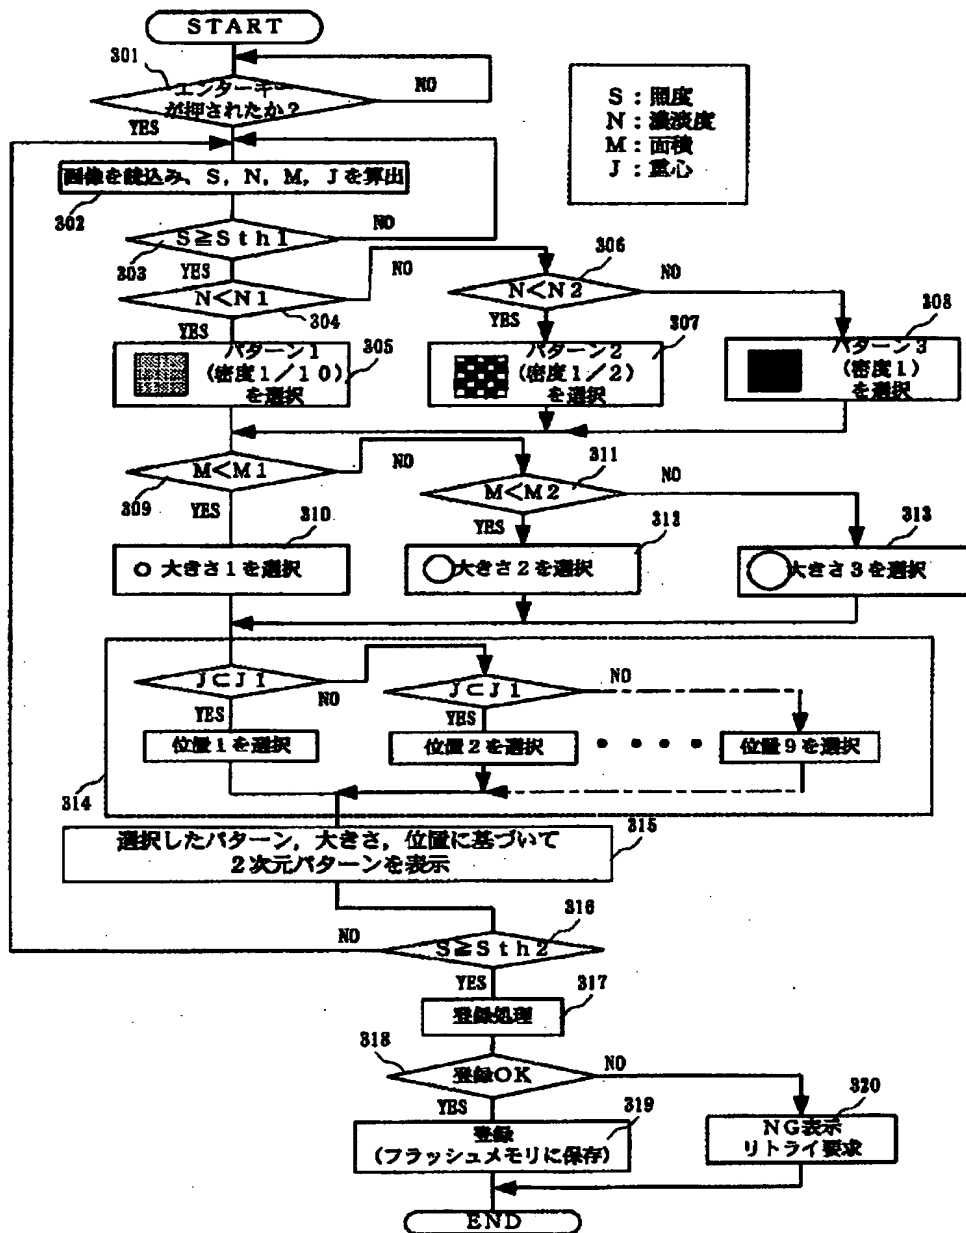 START
301
エンターキー
が押されたか?
NO
YES
S:照度
N:濃淡度
M:面積
J:重心
画像を読込み、S,N,M,Jを算出
302
S≧Sth1
NO
303
YES
N<N1
NO
304
YES
306
N<N2
NO
YES
パターン1
(密度1/10)
を選択
305
パターン2
(密度1/2)
を選択
307
パターン3
(密度1)
を選択
308
M<M1
NO
309
YES
311
M<M2
NO
YES
310
大きさ1を選択
312
大きさ2を選択
313
大きさ3を選択
J⊂J1
NO
YES
J⊂J1
NO
YES
位置1を選択
位置2を選択
位置9を選択
314
315
選択したパターン,大きさ,位置に基づいて
2次元パターンを表示
316
S≧Sth2
NO
YES
317
登録処理
318
登録OK
NO
YES
319
登録
(フラッシュメモリに保存)
320
NG表示
リトライ要求
END